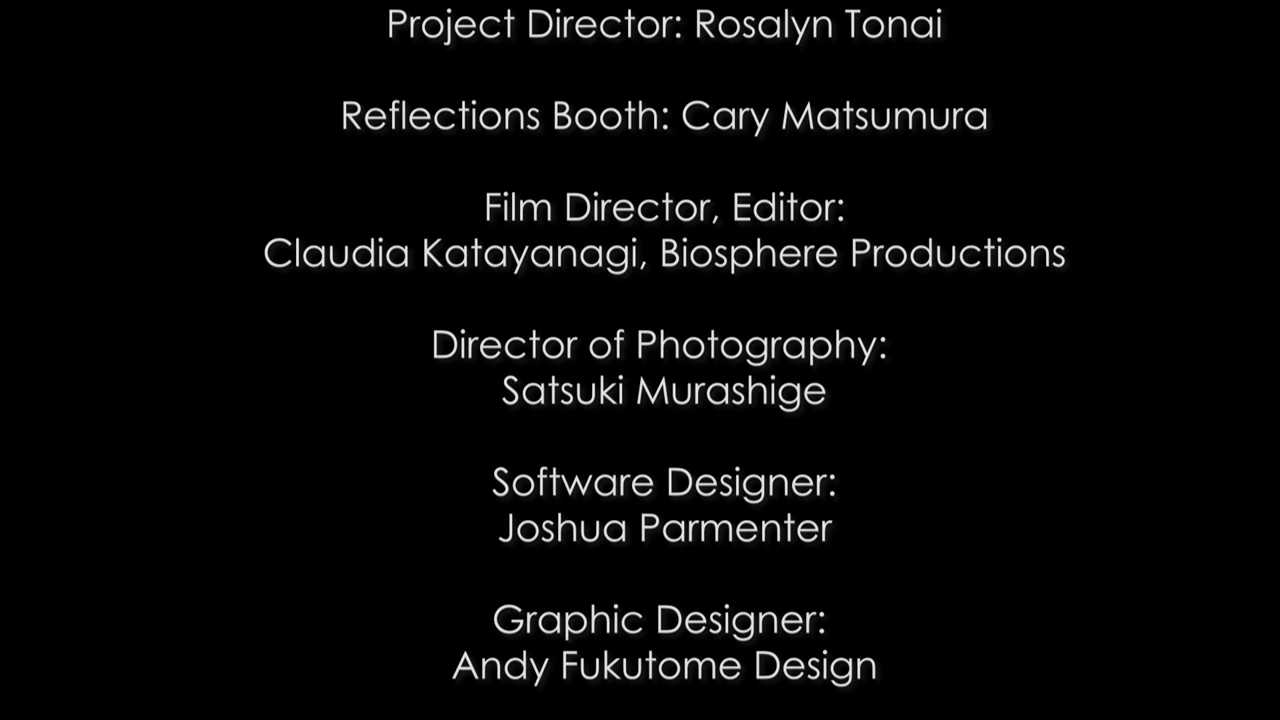 Project Director: Rosalyn Tonai
Reflections Booth: Cary Matsumura
Film Director, Editor:
Claudia Katayanagi, Biosphere Productions
Director of Photography:
Satsuki Murashige
Software Designer:
Joshua Parmenter
Graphic Designer:
Andy Fukutome Design